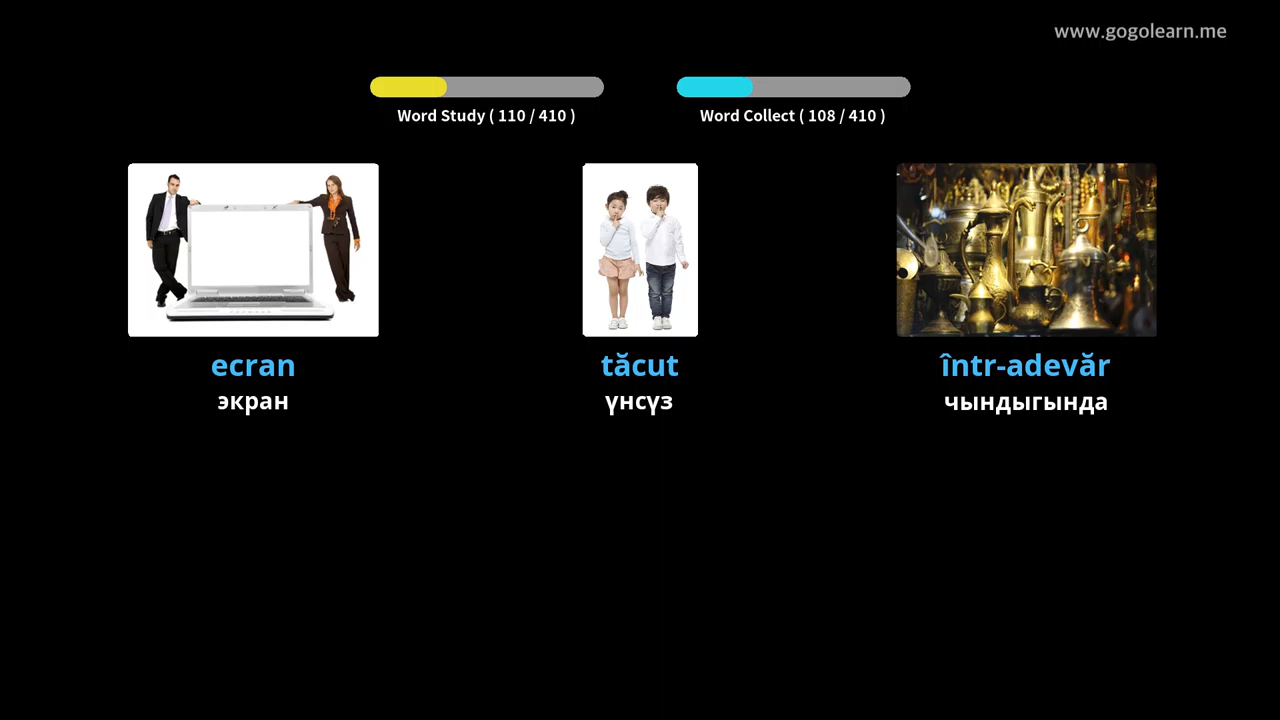 www.gogolearn.me
Word Study ( 110 / 410 )
Word Collect ( 108 / 410 )
ecran
tăcut
într-adevăr
экран
үнсүз
чындыгында